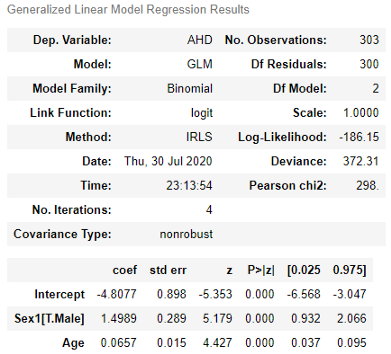 Generalized Linear Model Regression Results
Dep. Variable: AHD No. Observations: 303
Model: GLM Df Residuals: 300
Model Family: Binomial Df Model: 2
Link Function: logit Scale: 1.0000
Method: IRLS Log-Likelihood: -186.15
Date: Thu, 30 Jul 2020 Deviance: 372.31
Time: 23:13:54 Pearson chi2: 298.
No. Iterations: 4
Covariance Type: nonrobust
coef std err z P>|z| [0.025 0.975]
Intercept -4.8077 0.898 -5.353 0.000 -6.568 -3.047
Sex1[T.Male] 1.4989 0.289 5.179 0.000 0.932 2.066
Age 0.0657 0.015 4.427 0.000 0.037 0.095